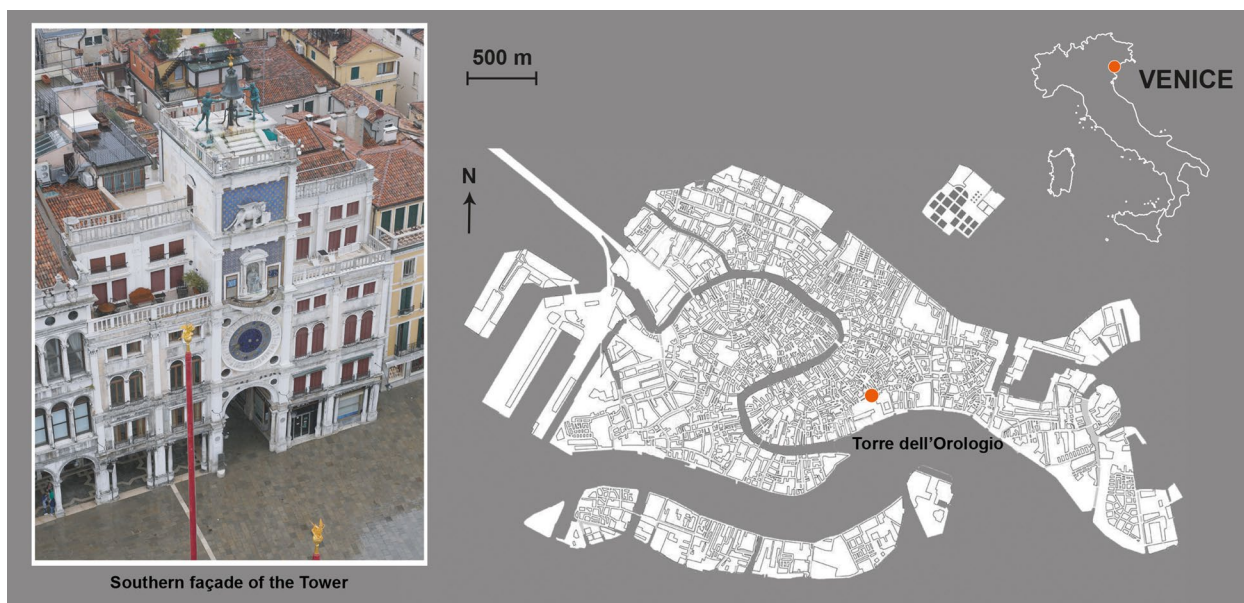 500 m
VENICE
N
Torre dell’Orologio
Southern façade of the Tower